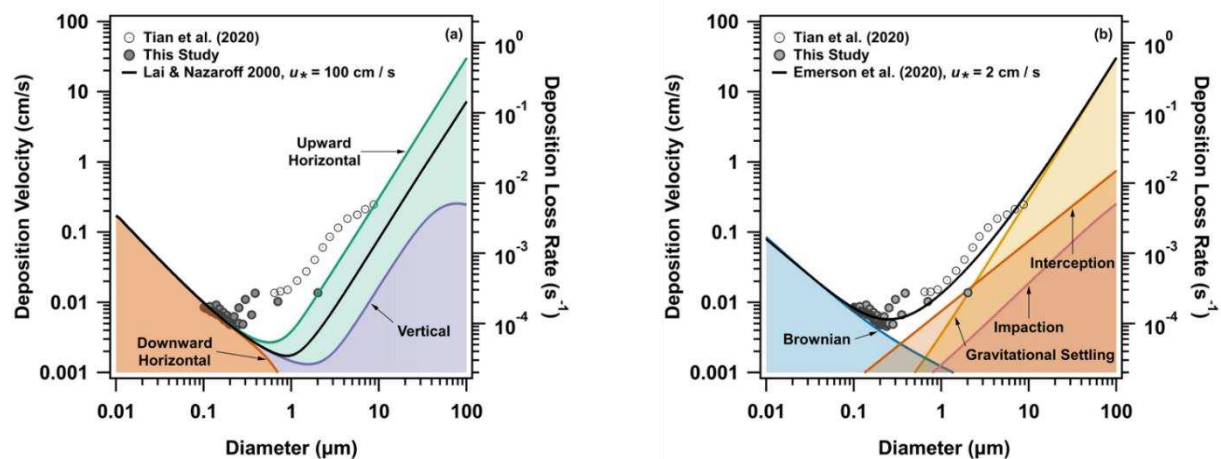 100
10
1
0.1
0.01
0.001
Deposition Velocity (cm/s)
Tian et al. (2020)
This Study
Lai & Nazaroff 2000, u* = 100 cm / s
(a)
Upward
Horizontal
Downward
Horizontal
Vertical
10^0
10^-1
10^-2
10^-3
10^-4
Deposition Loss Rate (s^-1)
0.01 0.1 1 10 100
Diameter (µm)
100
10
1
0.1
0.01
0.001
Deposition Velocity (cm/s)
Tian et al. (2020)
This Study
Emerson et al. (2020), u* = 2 cm / s
(b)
Interception
Brownian
Impaction
Gravitational Settling
10^0
10^-1
10^-2
10^-3
10^-4
Deposition Loss Rate (s^-1)
0.01 0.1 1 10 100
Diameter (µm)